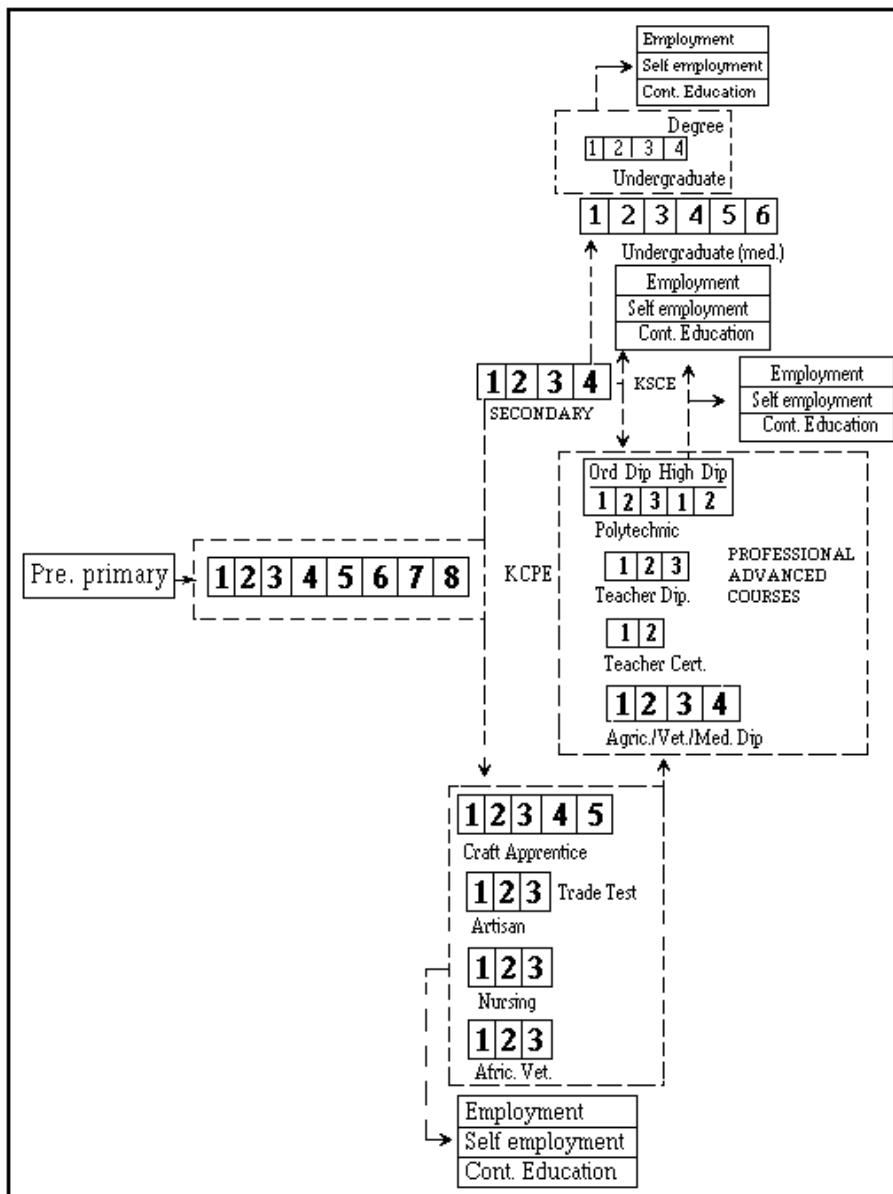 Employment
Self employment
Cont. Education
Degree
1 2 3 4
Undergraduate
1 2 3 4 5 6
Undergraduate (med.)
Employment
Self employment
Cont. Education
1 2 3 4
KSCE
SECONDARY
Employment
Self employment
Cont. Education
Ord Dip High Dip
1 2 3 1 2
Polytechnic
PROFESSIONAL
ADVANCED
COURSES
1 2 3
Teacher Dip.
1 2
Teacher Cert.
1 2 3 4
Agric./Vet./Med. Dip
KCPE
Pre. primary
1 2 3 4 5 6 7 8
1 2 3 4 5
Craft Apprentice
1 2 3 Trade Test
Artisan
1 2 3
Nursing
1 2 3
Afric. Vet.
Employment
Self employment
Cont. Education